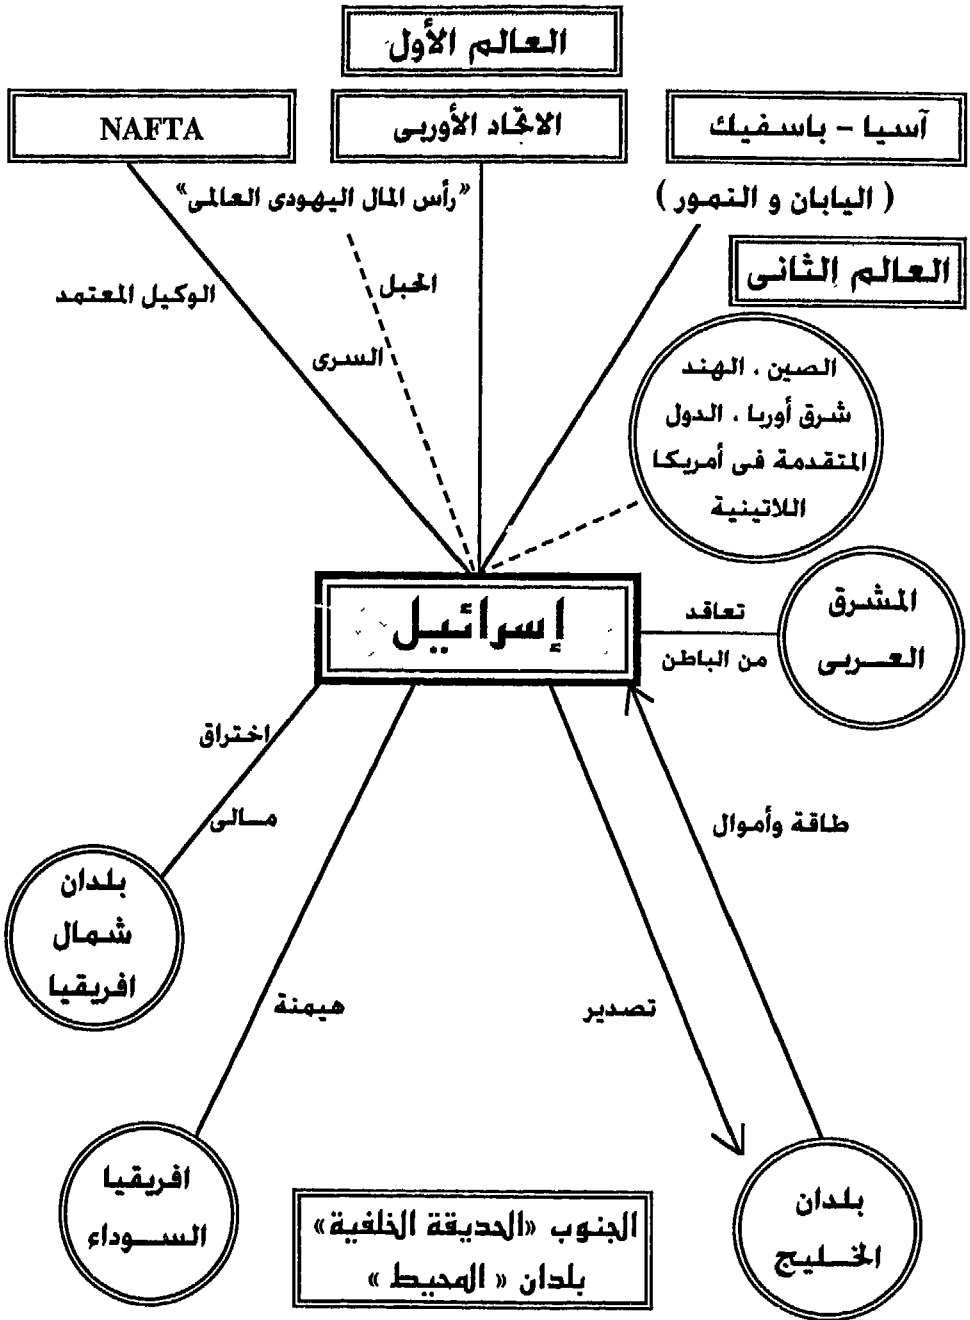 العالم الأول
آسيا - باسفيك
الاتحاد الأوربى
NAFTA
( اليابان و النمور )
«رأس المال اليهودى العالمى»
العالم الثانى
الحبل
السرى
الوكيل المعتمد
الصين ، الهند
شرق أوربا ، الدول
المتقدمة فى أمريكا
اللاتينية
إسرائيل
المشرق
العربى
تعاقد
من الباطن
اختراق
مالى
طاقة وأموال
بلدان
شمال
افريقيا
هيمنة
تصدير
افريقيا
السوداء
الجنوب «الحديقة الخلفية»
بلدان « المحيط »
بلدان
الخليج